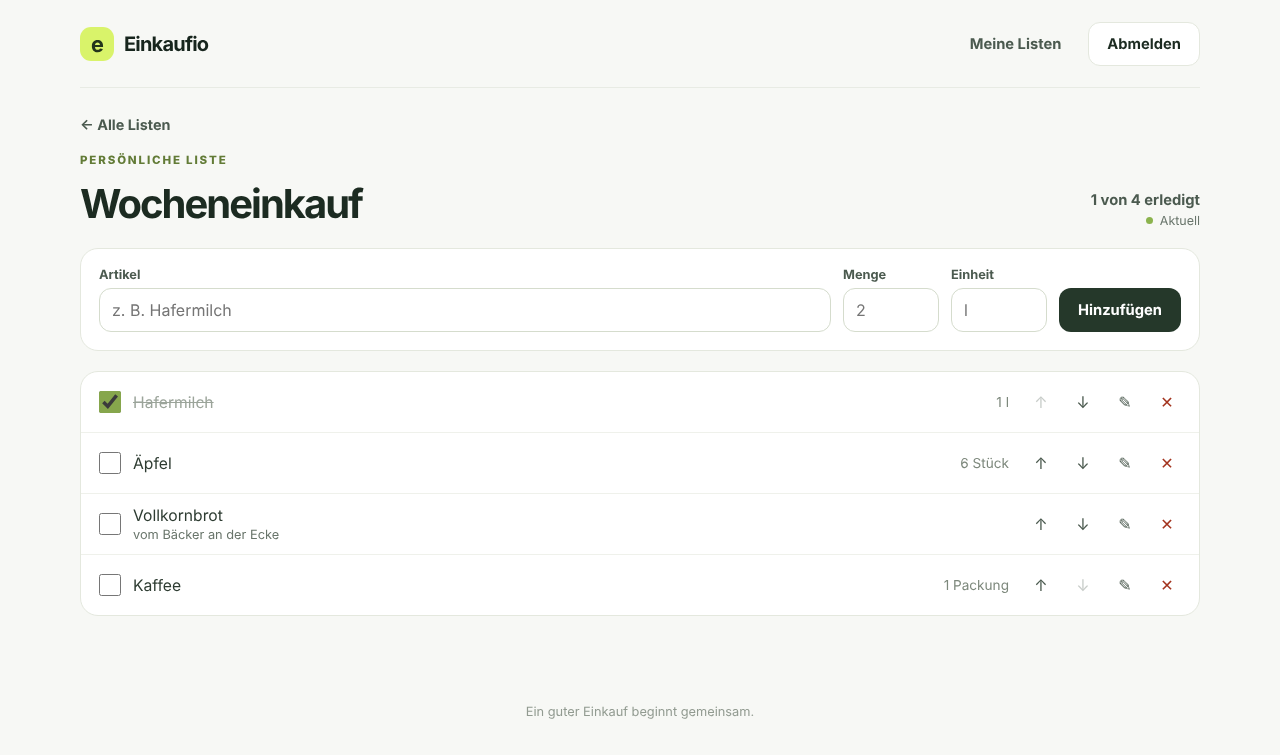 e Einkaufio
Meine Listen
Abmelden
← Alle Listen
PERSÖNLICHE LISTE
Wocheneinkauf
1 von 4 erledigt
Aktuell
Artikel
Menge
Einheit
z. B. Hafermilch
2
l
Hinzufügen
Hafermilch
1 l
↑ ↓ ✎ ✕
Äpfel
6 Stück
↑ ↓ ✎ ✕
Vollkornbrot
vom Bäcker an der Ecke
↑ ↓ ✎ ✕
Kaffee
1 Packung
↑ ↓ ✎ ✕
Ein guter Einkauf beginnt gemeinsam.